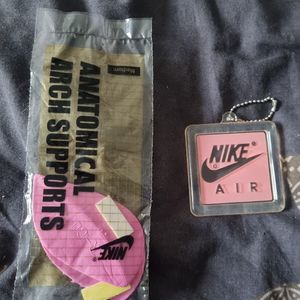 Medium
ANATOMICAL
ARCH SUPPORTS
NIKE
NIKE
AIR